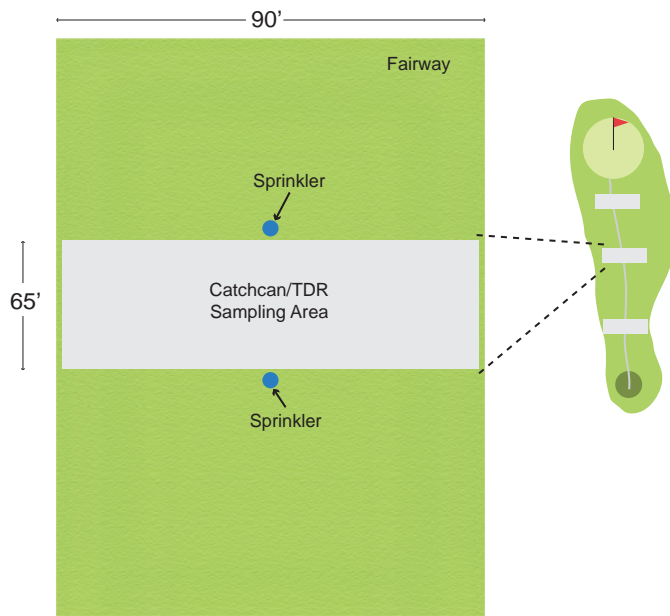 90’
Fairway
Sprinkler
65’
Catchcan/TDR
Sampling Area
Sprinkler